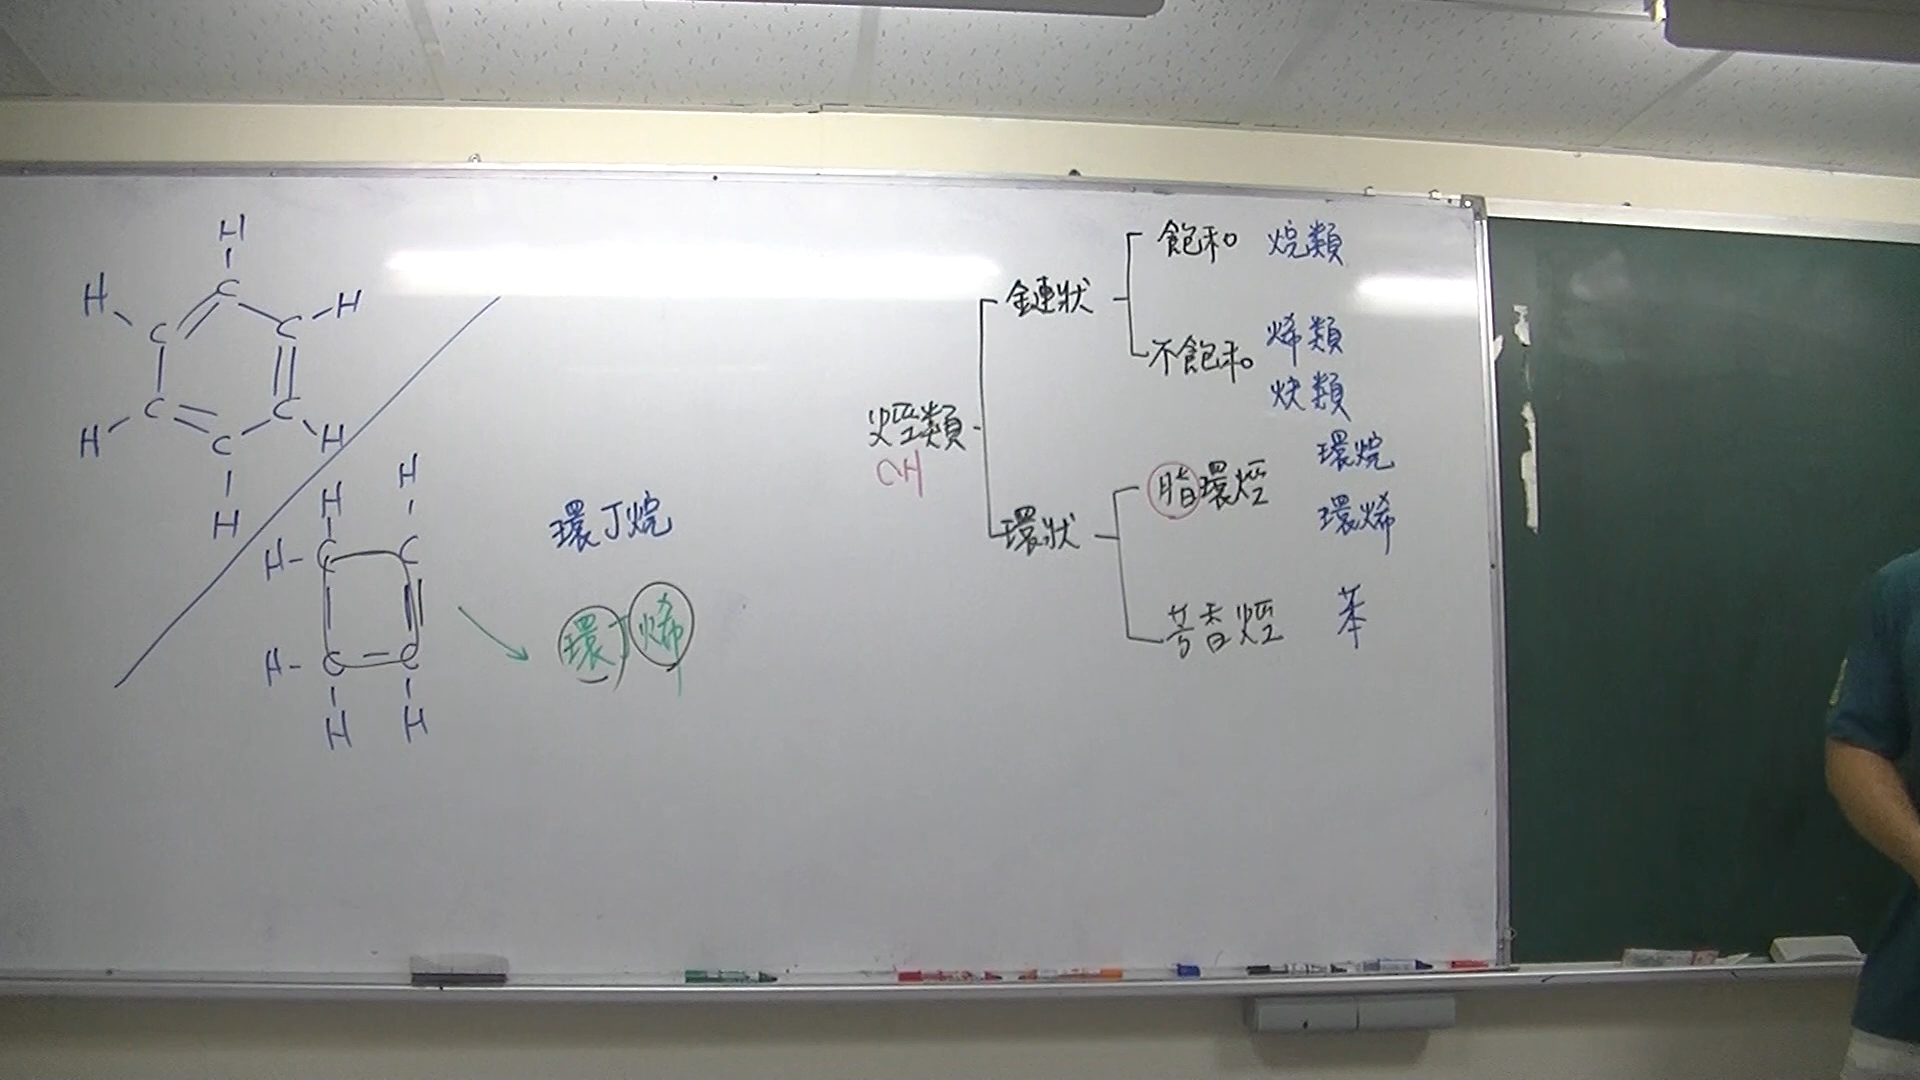 H
H C H
C C
C C
H C H
H
H H
H-C C
H-C=C
H H
環丁烷
環丁烯
烴類
CH
鏈狀
飽和 烷類
不飽和 烯類
炔類
環狀
脂環烴 環烷
環烯
芳香烴 苯